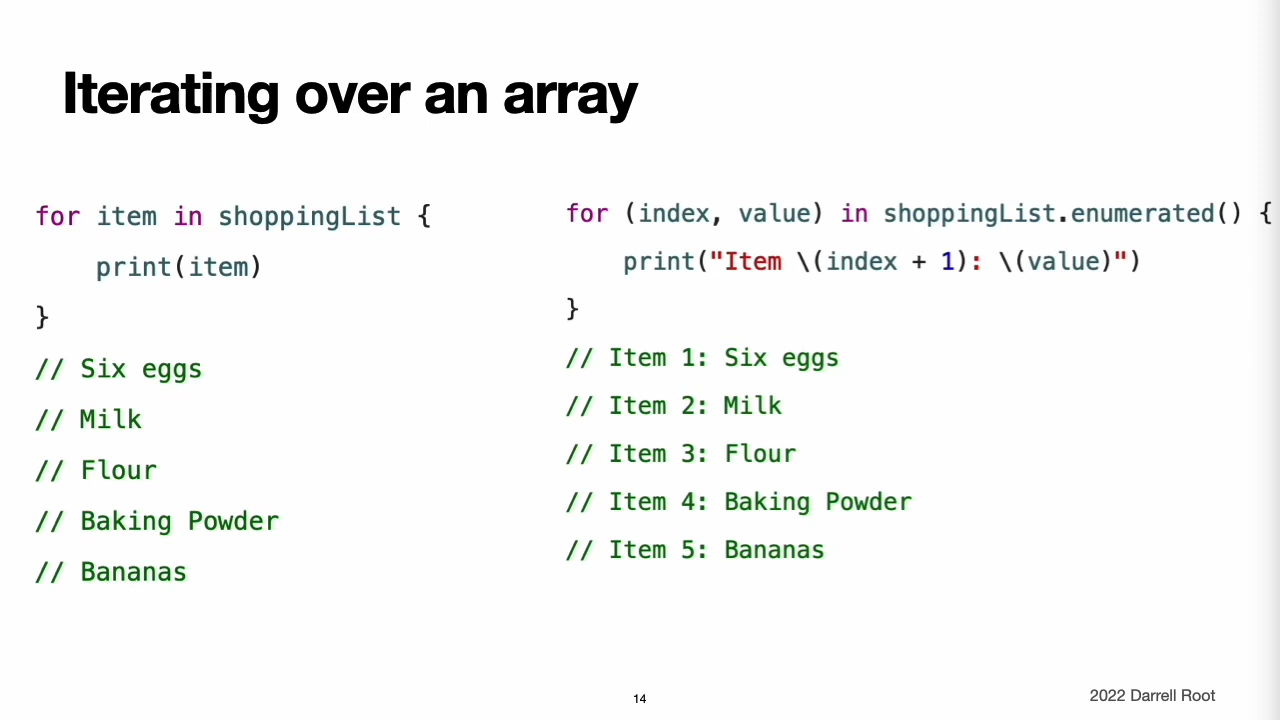 Iterating over an array
for item in shoppingList {
    print(item)
}
// Six eggs
// Milk
// Flour
// Baking Powder
// Bananas
for (index, value) in shoppingList.enumerated() {
    print("Item \(index + 1): \(value)")
}
// Item 1: Six eggs
// Item 2: Milk
// Item 3: Flour
// Item 4: Baking Powder
// Item 5: Bananas
14
2022 Darrell Root